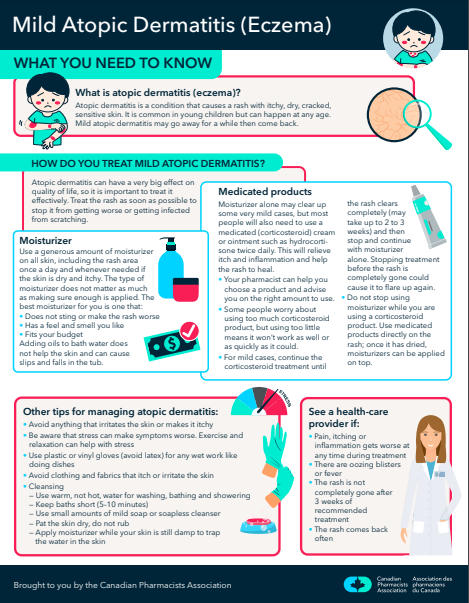 Mild Atopic Dermatitis (Eczema)
WHAT YOU NEED TO KNOW
What is atopic dermatitis (eczema)?
Atopic dermatitis is a condition that causes a rash with itchy, dry, cracked,
sensitive skin. It is common in young children but can happen at any age.
Mild atopic dermatitis may go away for a while then come back.
HOW DO YOU TREAT MILD ATOPIC DERMATITIS?
Atopic dermatitis can have a very big effect on
quality of life, so it is important to treat it
effectively. Treat the rash as soon as possible to
stop it from getting worse or getting infected
from scratching.
Moisturizer
Use a generous amount of moisturizer
on all skin, including the rash area
once a day and whenever needed if
the skin is dry and itchy. The type of
moisturizer does not matter as much
as making sure enough is applied. The
best moisturizer for you is one that:
• Does not sting or make the rash worse
• Has a feel and smell you like
• Fits your budget
Adding oils to bath water does
not help the skin and can cause
slips and falls in the tub.
$
Medicated products
Moisturizer alone may clear up
some very mild cases, but most
people will also need to use a
medicated (corticosteroid) cream
or ointment such as hydrocorti-
sone twice daily. This will relieve
itch and inflammation and help
the rash to heal.
• Your pharmacist can help you
choose a product and advise
you on the right amount to use.
• Some people worry about
using too much corticosteroid
product, but using too little
means it won't work as well or
as quickly as it could.
• For mild cases, continue the
corticosteroid treatment until
the rash clears
completely (may
take up to 2 to 3
weeks) and then
stop and continue
with moisturizer
alone. Stopping treatment
before the rash is
completely gone could
cause it to flare up again.
• Do not stop using
moisturizer while you are
using a corticosteroid
product. Use medicated
products directly on the
rash; once it has dried,
moisturizers can be applied
on top.
Other tips for managing atopic dermatitis:
• Avoid anything that irritates the skin or makes it itchy
• Be aware that stress can make symptoms worse. Exercise and
relaxation can help with stress
• Use plastic or vinyl gloves (avoid latex) for any wet work like
doing dishes
• Avoid clothing and fabrics that itch or irritate the skin
• Cleansing
– Use warm, not hot, water for washing, bathing and showering
– Keep baths short (5–10 minutes)
– Use small amounts of mild soap or soapless cleanser
– Pat the skin dry, do not rub
– Apply moisturizer while your skin is still damp to trap
the water in the skin
STRESS
See a health-care
provider if:
• Pain, itching or
inflammation gets worse at
any time during treatment
• There are oozing blisters
or fever
• The rash is not
completely gone after
3 weeks of
recommended
treatment
• The rash comes back
often
Brought to you by the Canadian Pharmacists Association
Canadian
Pharmacists
Association
Association des
pharmaciens
du Canada